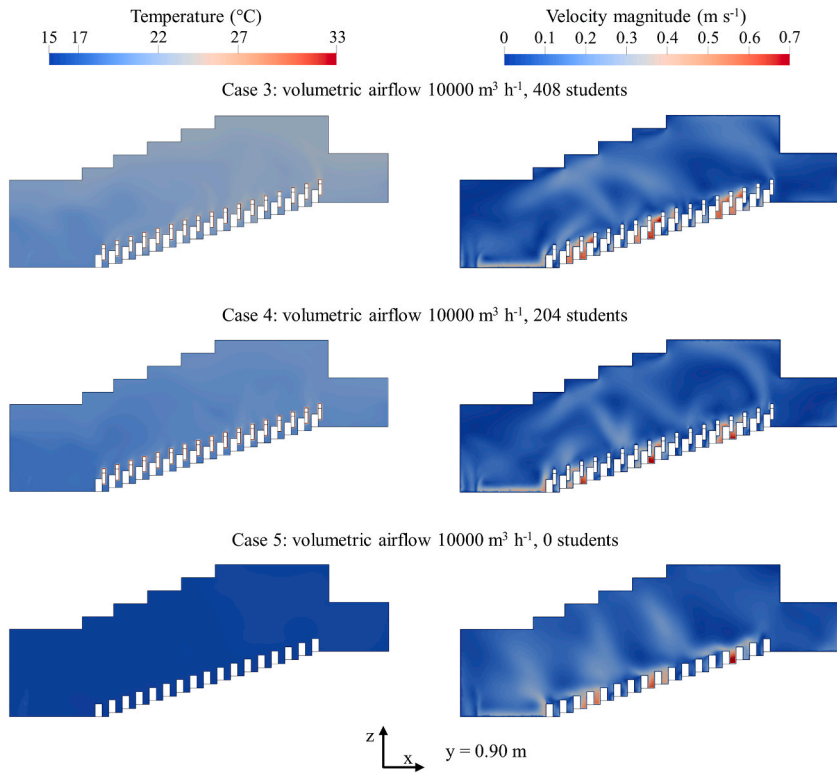 Temperature (°C)
15 17 22 27 33
Velocity magnitude (m s⁻¹)
0 0.1 0.2 0.3 0.4 0.5 0.6 0.7
Case 3: volumetric airflow 10000 m³ h⁻¹, 408 students
Case 4: volumetric airflow 10000 m³ h⁻¹, 204 students
Case 5: volumetric airflow 10000 m³ h⁻¹, 0 students
z
x
y = 0.90 m